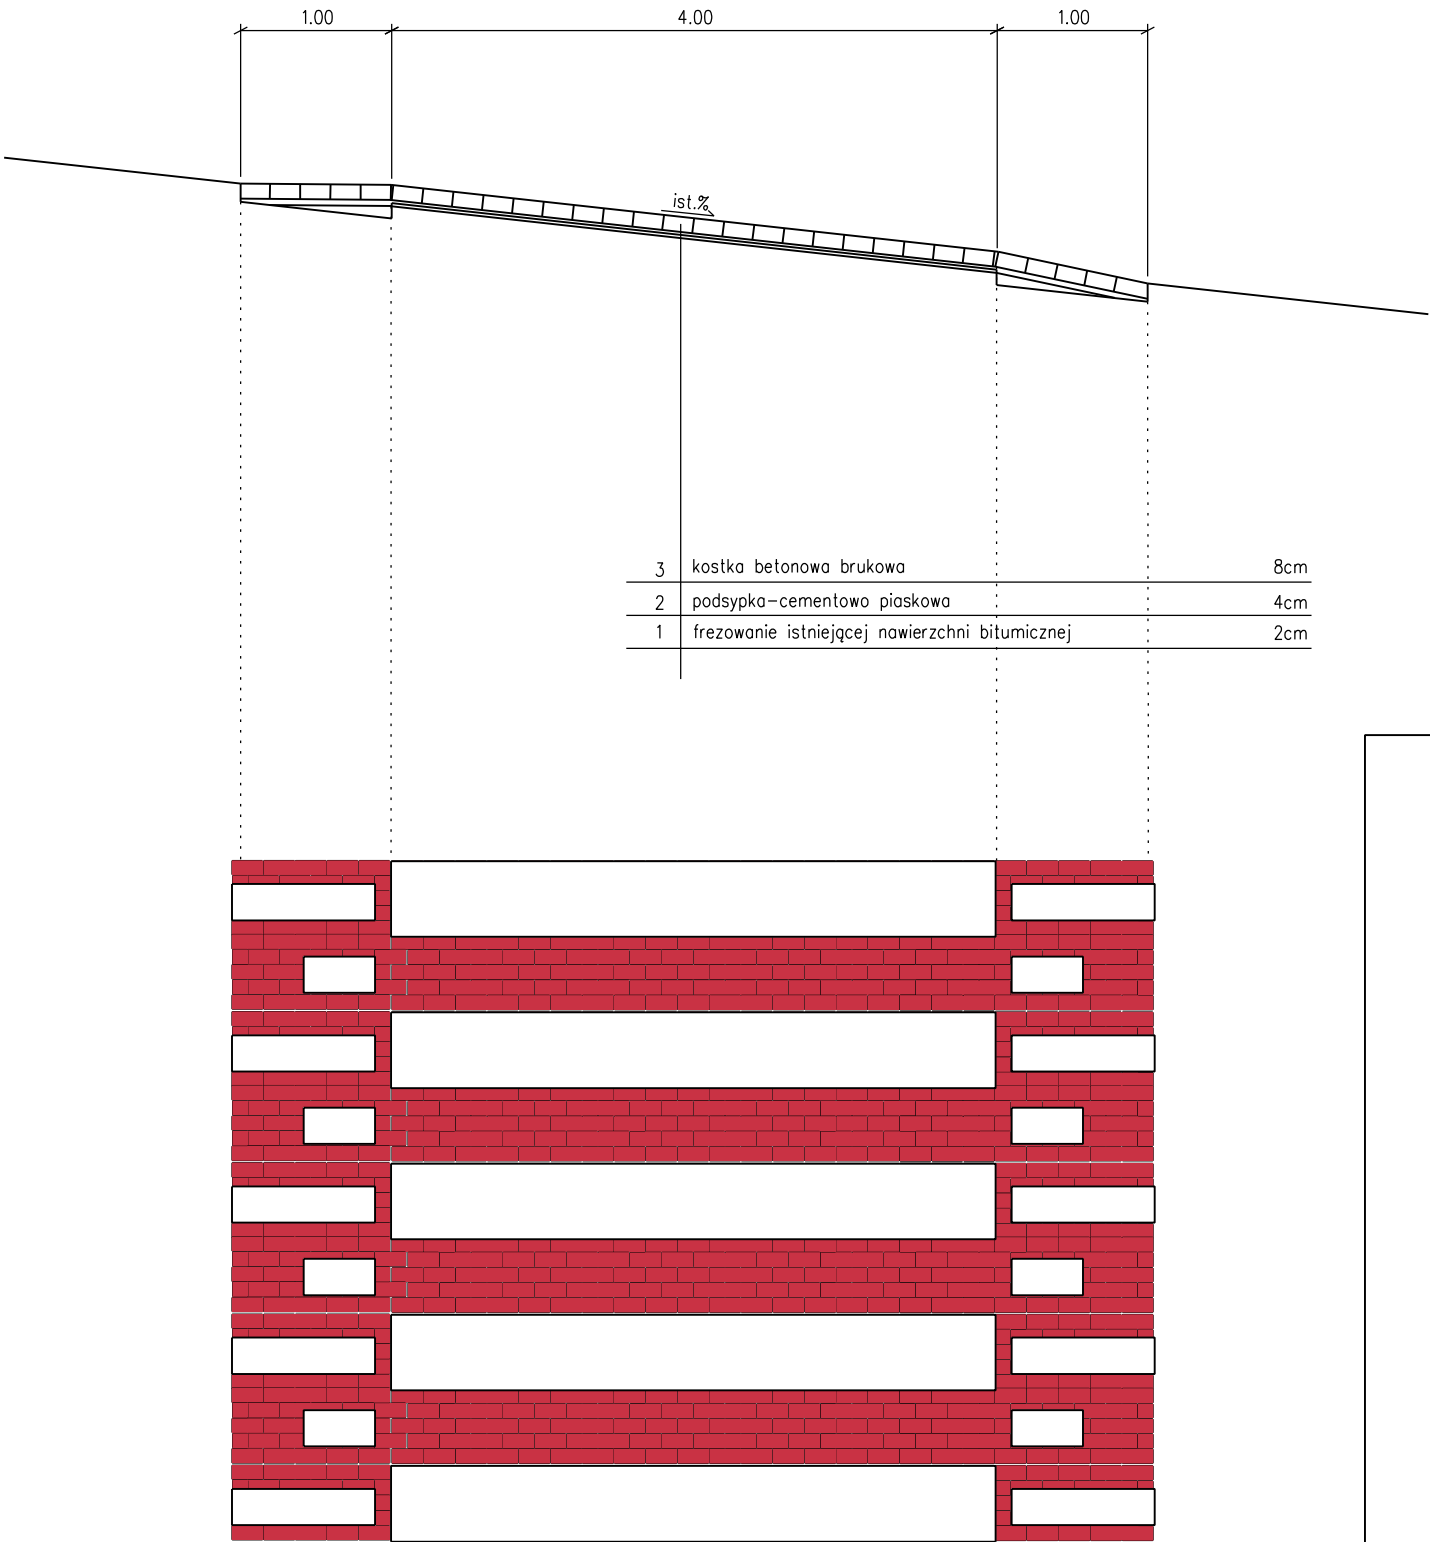 1.00 4.00 1.00
ist.%
3 kostka betonowa brukowa 8cm
2 podsypka-cementowo piaskowa 4cm
1 frezowanie istniejącej nawierzchni bitumicznej 2cm